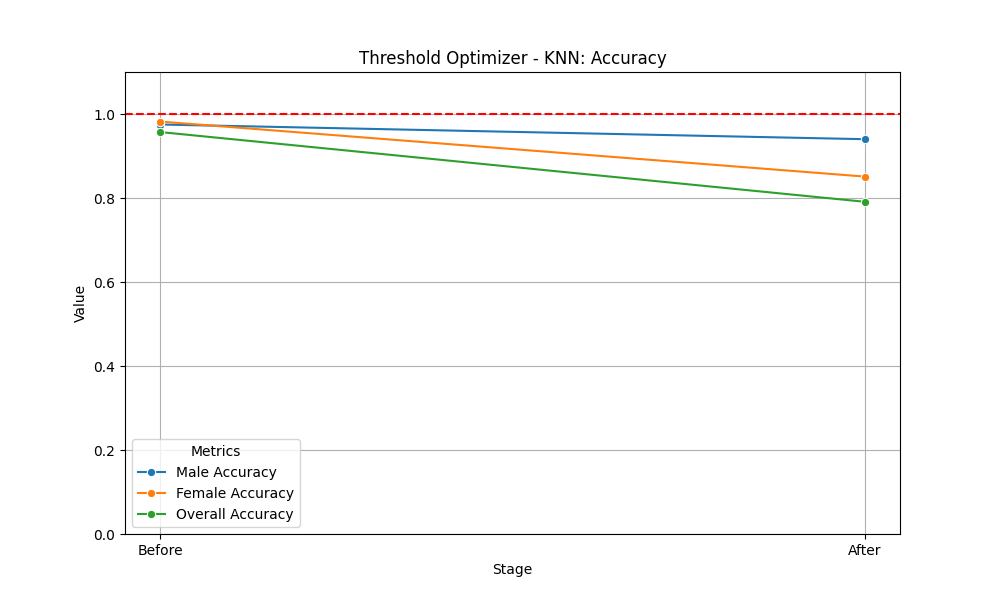 Threshold Optimizer - KNN: Accuracy
1.0
0.8
0.6
0.4
0.2
0.0
Value
Metrics
Male Accuracy
Female Accuracy
Overall Accuracy
Before
After
Stage